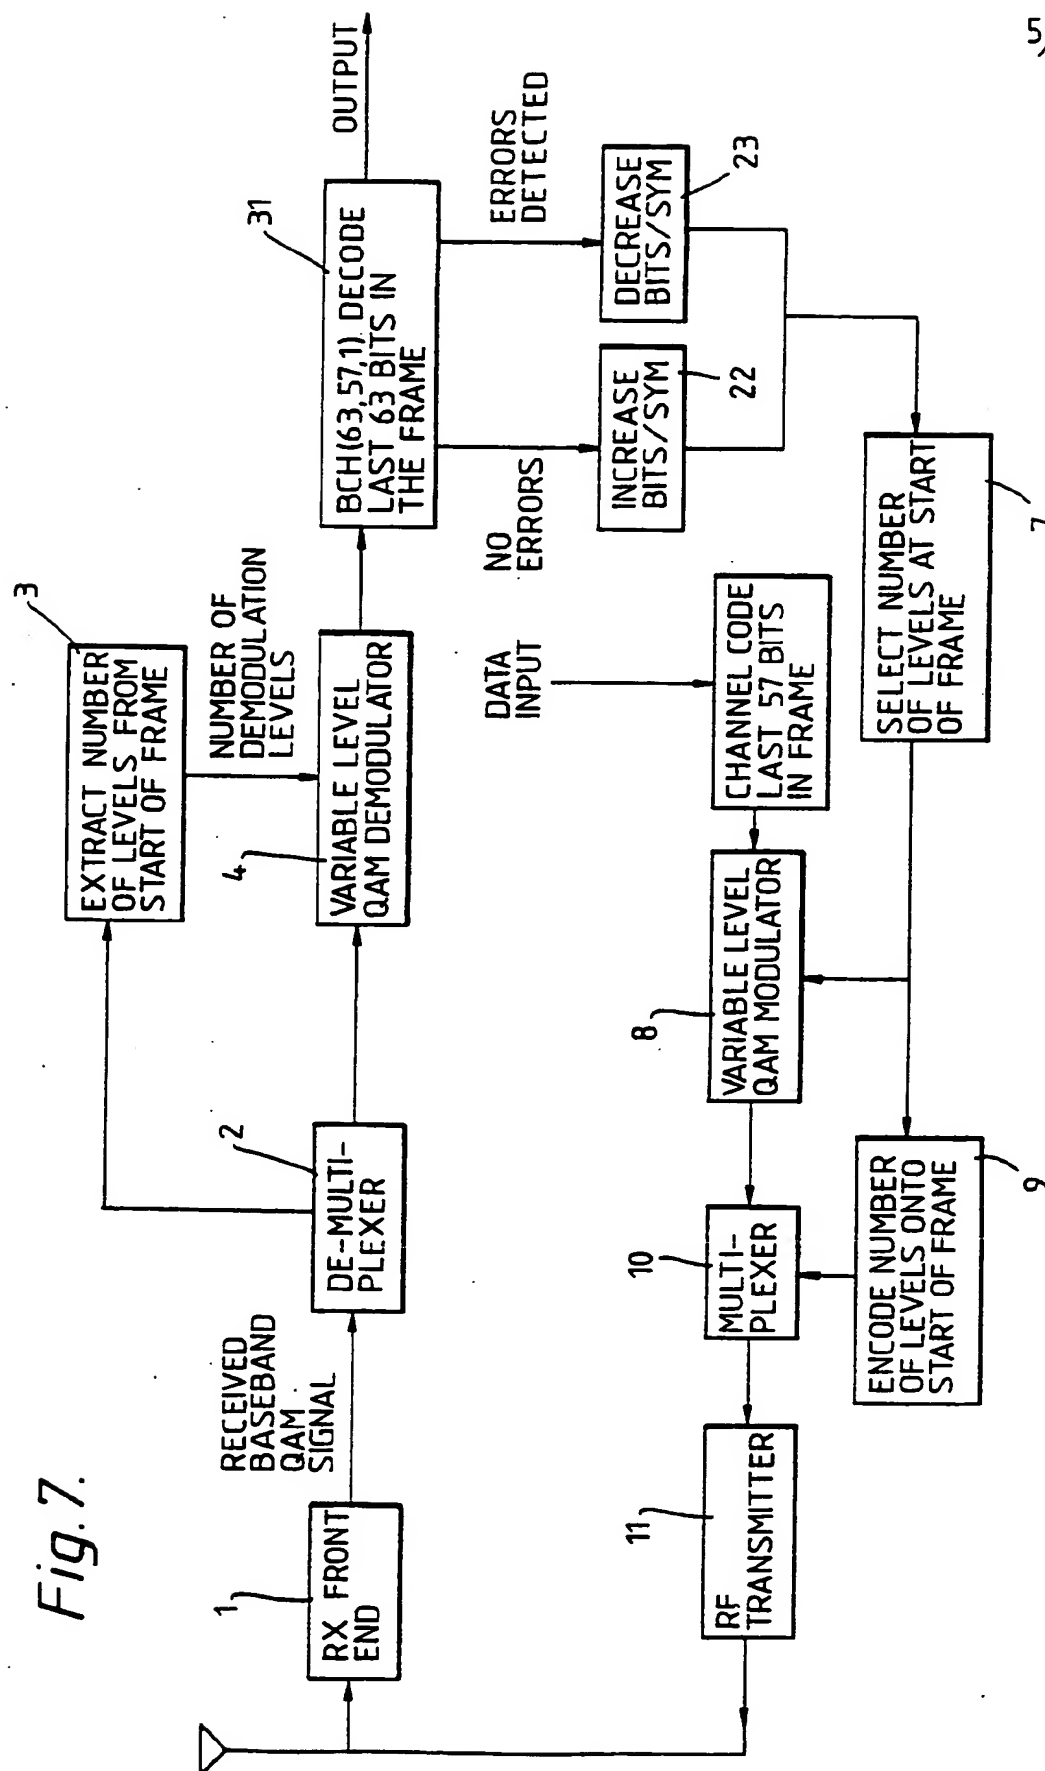 5,
Fig. 7.
1
RX FRONT
END
RECEIVED
BASEBAND
QAM
SIGNAL
2
DE-MULTI-
PLEXER
3
EXTRACT NUMBER
OF LEVELS FROM
START OF FRAME
NUMBER OF
DEMODULATION
LEVELS
4
VARIABLE LEVEL
QAM DEMODULATOR
31
BCH(63,57,1) DECODE
LAST 63 BITS IN
THE FRAME
OUTPUT
NO
ERRORS
ERRORS
DETECTED
INCREASE
BITS/SYM
22
DECREASE
BITS/SYM
23
DATA
INPUT
CHANNEL CODE
LAST 57 BITS
IN FRAME
SELECT NUMBER
OF LEVELS AT START
OF FRAME
7
8
VARIABLE LEVEL
QAM MODULATOR
10
MULTI-
PLEXER
ENCODE NUMBER
OF LEVELS ONTO
START OF FRAME
9
11
RF
TRANSMITTER